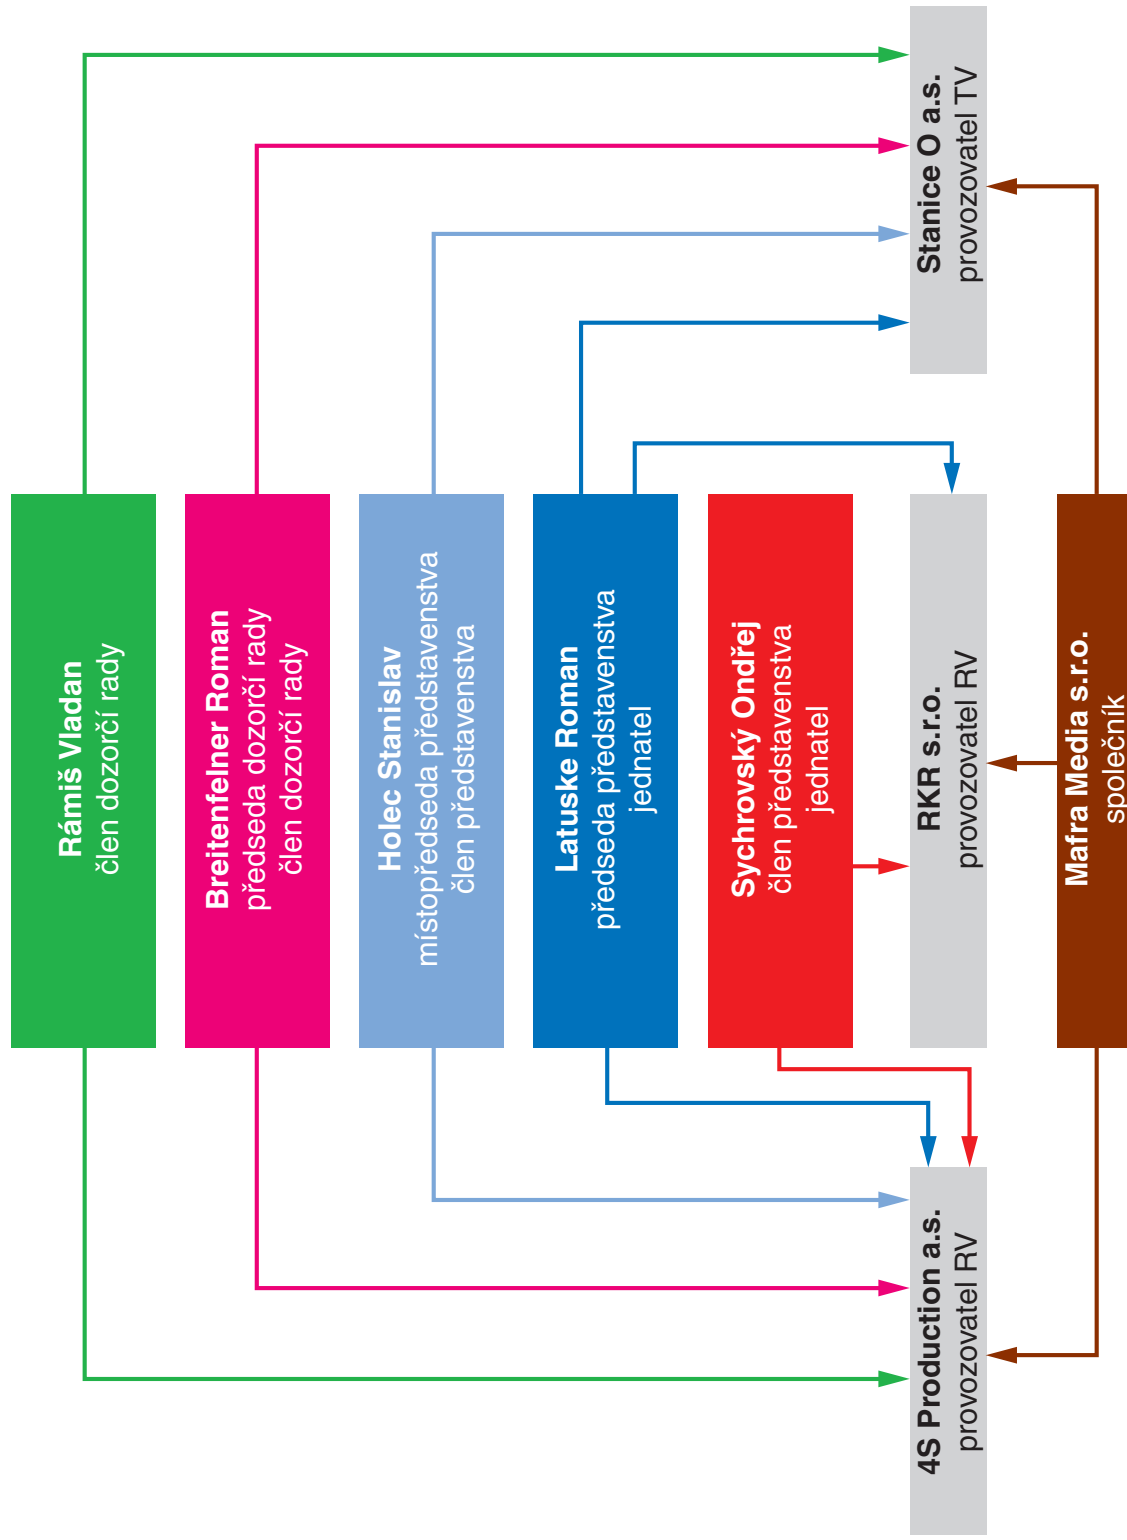 Rámiš Vladan
člen dozorčí rady
Breitenfelner Roman
předseda dozorčí rady
člen dozorčí rady
Holec Stanislav
místopředseda představenstva
člen představenstva
Latuske Roman
předseda představenstva
jednatel
Sychrovský Ondřej
člen představenstva
jednatel
4S Production a.s.
provozovatel RV
RKR s.r.o.
provozovatel RV
Stanice O a.s.
provozovatel TV
Mafra Media s.r.o.
společník